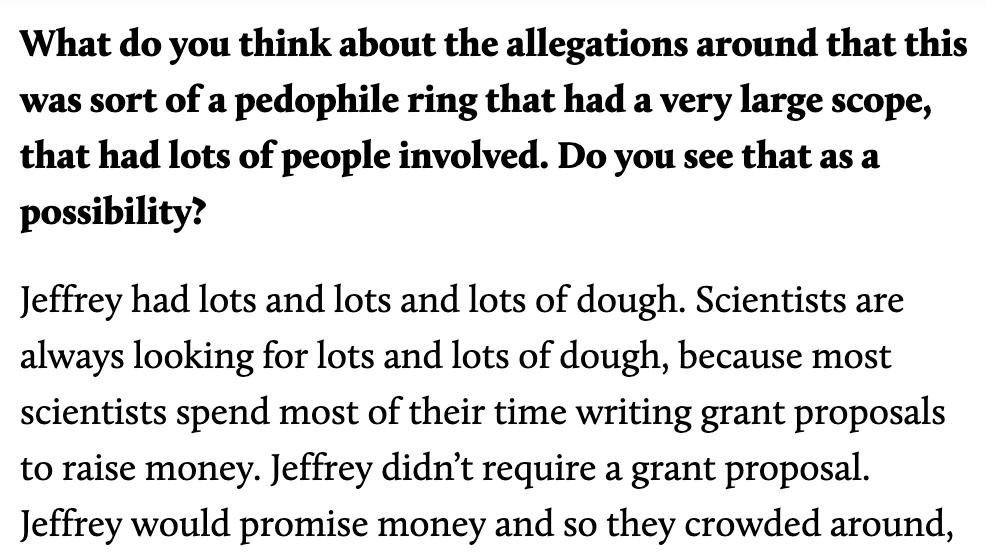 What do you think about the allegations around that this
was sort of a pedophile ring that had a very large scope,
that had lots of people involved. Do you see that as a
possibility?
Jeffrey had lots and lots and lots of dough. Scientists are
always looking for lots and lots of dough, because most
scientists spend most of their time writing grant proposals
to raise money. Jeffrey didn’t require a grant proposal.
Jeffrey would promise money and so they crowded around,